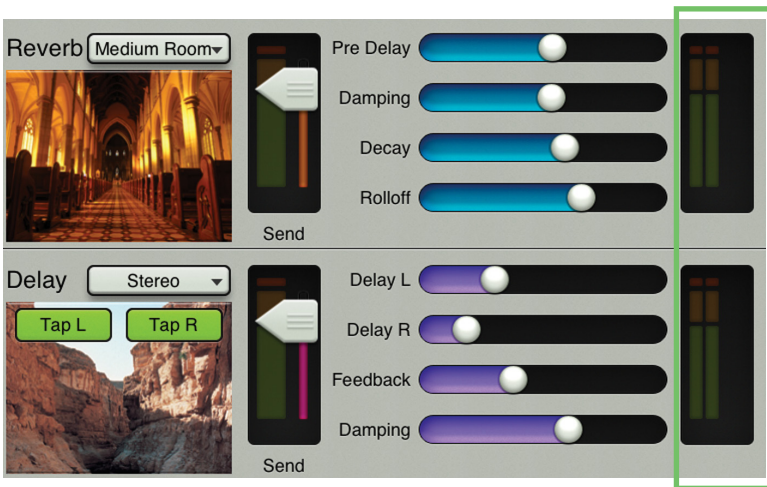 Reverb
Medium Room
Pre Delay
Damping
Decay
Rolloff
Send
Delay
Stereo
Tap L
Tap R
Delay L
Delay R
Feedback
Damping
Send